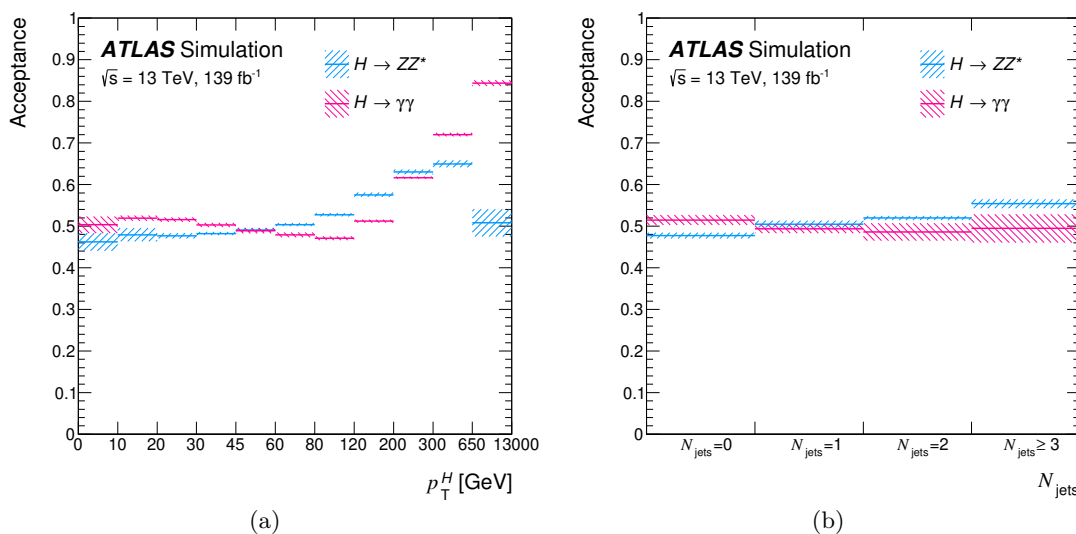 Acceptance
1
0.9
0.8
0.7
0.6
0.5
0.4
0.3
0.2
0.1
0
ATLAS Simulation
√s = 13 TeV, 139 fb⁻¹
H → ZZ*
H → γγ
0 10 20 30 45 60 80 120 200 300 650 13000
p_T^H [GeV]
(a)
Acceptance
1
0.9
0.8
0.7
0.6
0.5
0.4
0.3
0.2
0.1
0
ATLAS Simulation
√s = 13 TeV, 139 fb⁻¹
H → ZZ*
H → γγ
N_jets=0 N_jets=1 N_jets=2 N_jets≥ 3
N_jets
(b)